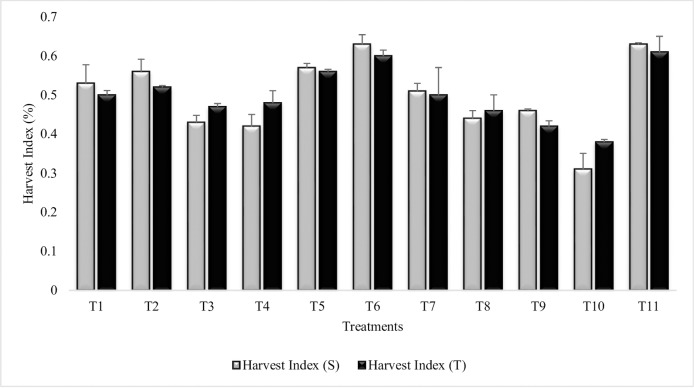 0.7
0.6
0.5
0.4
0.3
0.2
0.1
0
Harvest Index (%)
T1 T2 T3 T4 T5 T6 T7 T8 T9 T10 T11
Treatments
Harvest Index (S) Harvest Index (T)